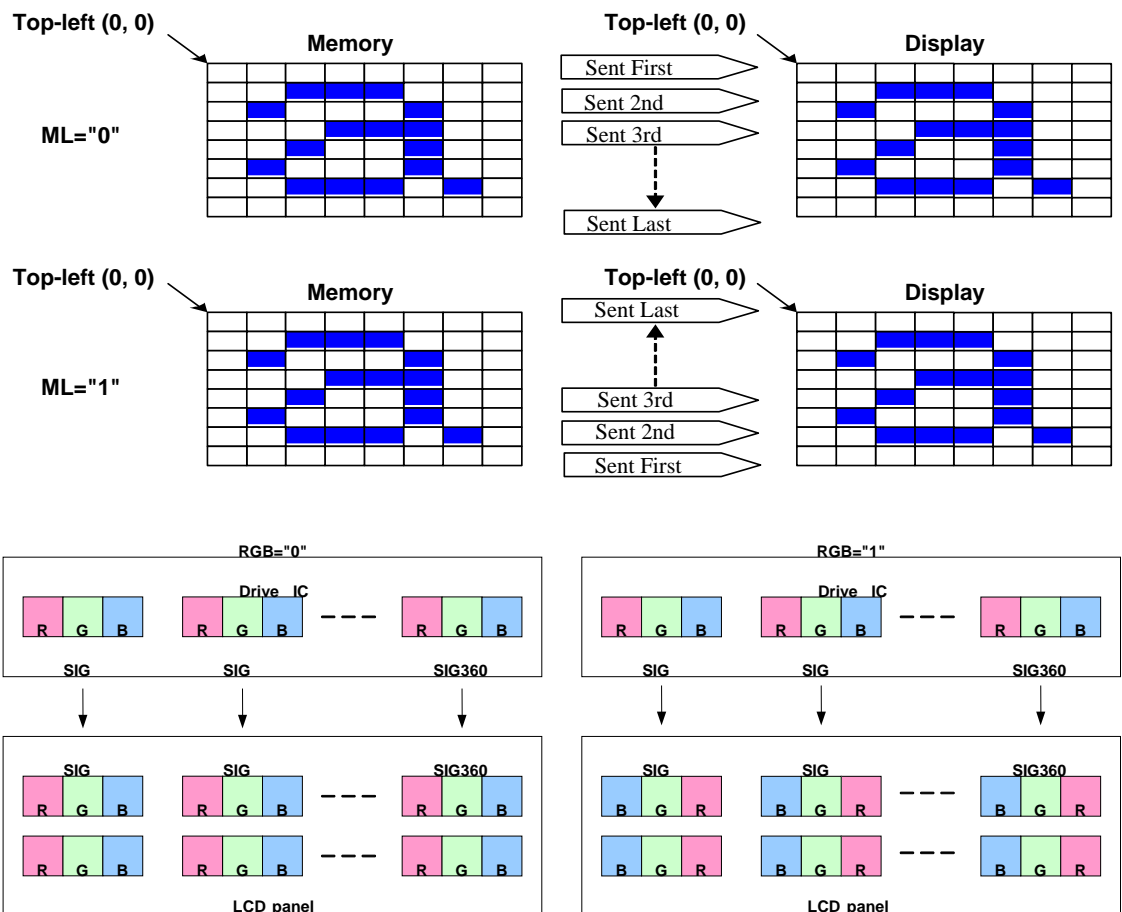 Top-left (0, 0) Top-left (0, 0)
Memory Display
Sent First
Sent 2nd
ML="0" Sent 3rd
Sent Last
Top-left (0, 0) Top-left (0, 0)
Memory Display
Sent Last
ML="1" Sent 3rd
Sent 2nd
Sent First
RGB="0" RGB="1"
Drive IC Drive IC
R G B R G B R G B R G B R G B R G B
SIG SIG SIG360 SIG SIG SIG360
SIG SIG SIG360 SIG SIG SIG360
R G B R G B R G B B G R B G R B G R
R G B R G B R G B B G R B G R B G R
LCD panel LCD panel